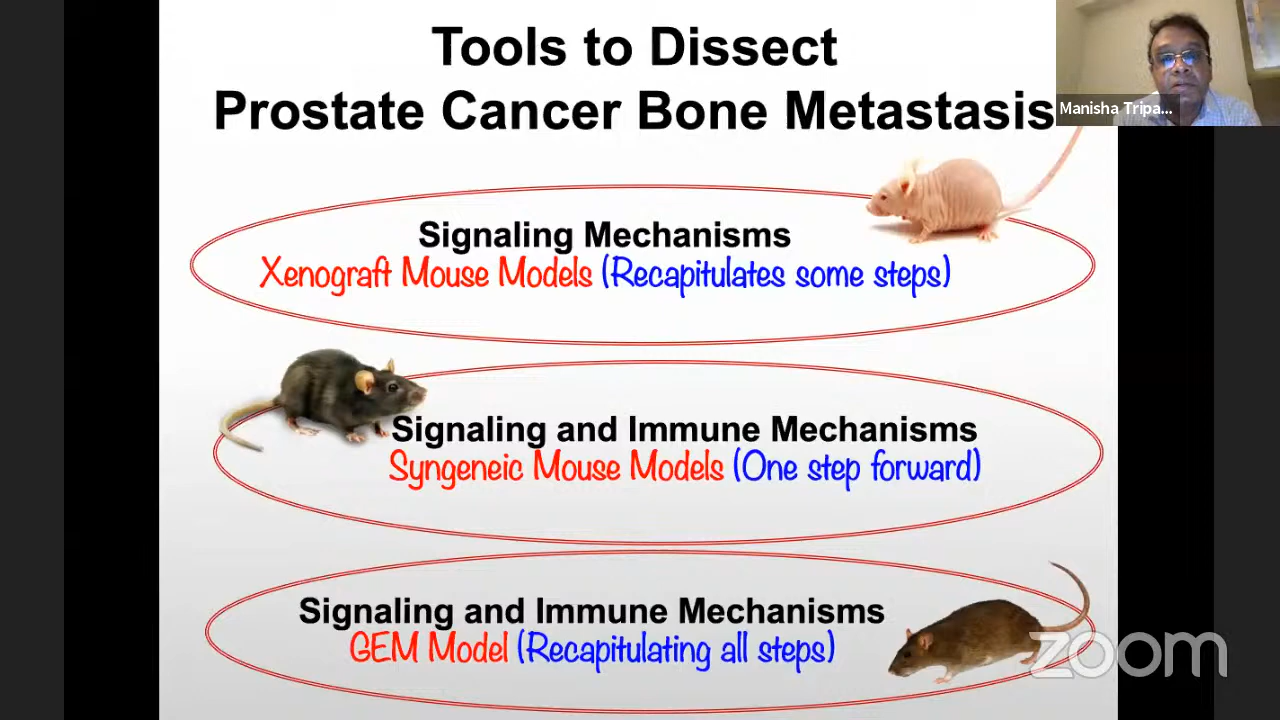 Tools to Dissect
Prostate Cancer Bone Metastasis
Manisha Tripa...
Signaling Mechanisms
Xenograft Mouse Models (Recapitulates some steps)
Signaling and Immune Mechanisms
Syngeneic Mouse Models (One step forward)
Signaling and Immune Mechanisms
GEM Model (Recapitulating all steps)
zoom